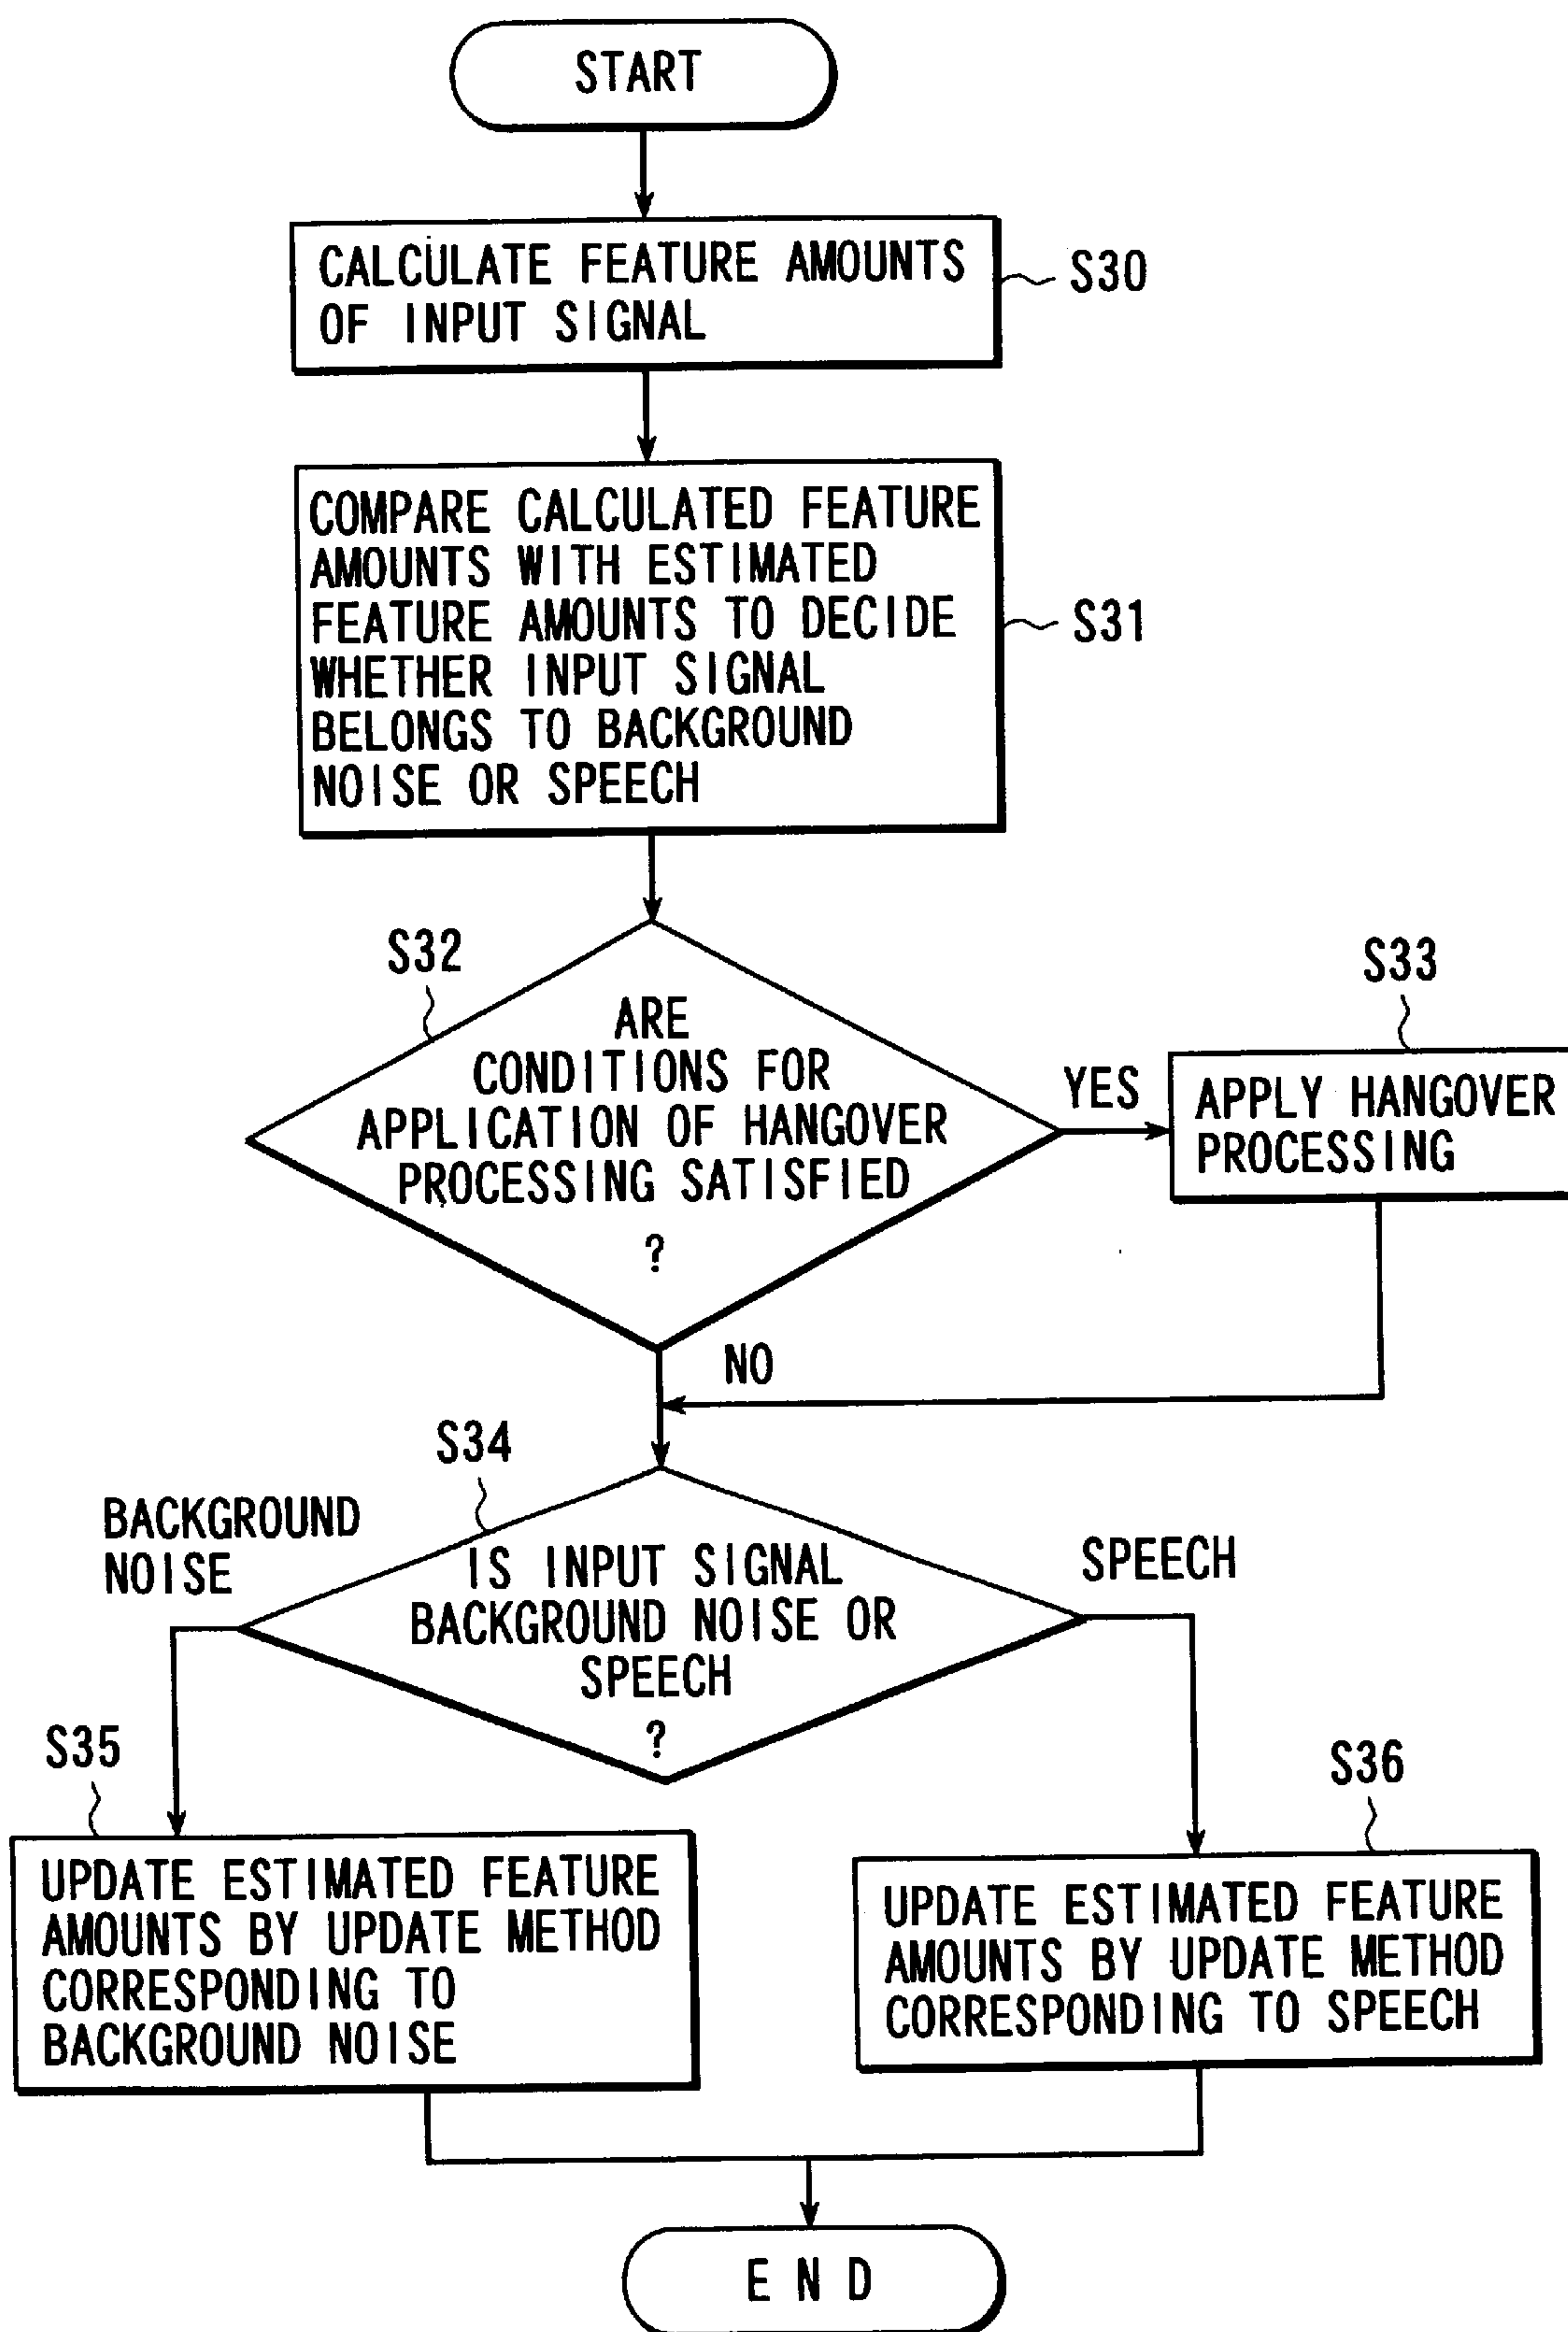 START
CALCULATE FEATURE AMOUNTS
OF INPUT SIGNAL
S30
COMPARE CALCULATED FEATURE
AMOUNTS WITH ESTIMATED
FEATURE AMOUNTS TO DECIDE
WHETHER INPUT SIGNAL
BELONGS TO BACKGROUND
NOISE OR SPEECH
S31
S32
ARE
CONDITIONS FOR
APPLICATION OF HANGOVER
PROCESSING SATISFIED
?
YES
S33
APPLY HANGOVER
PROCESSING
NO
S34
BACKGROUND
NOISE
IS INPUT SIGNAL
BACKGROUND NOISE OR
SPEECH
?
SPEECH
S35
UPDATE ESTIMATED FEATURE
AMOUNTS BY UPDATE METHOD
CORRESPONDING TO
BACKGROUND NOISE
S36
UPDATE ESTIMATED FEATURE
AMOUNTS BY UPDATE METHOD
CORRESPONDING TO SPEECH
END